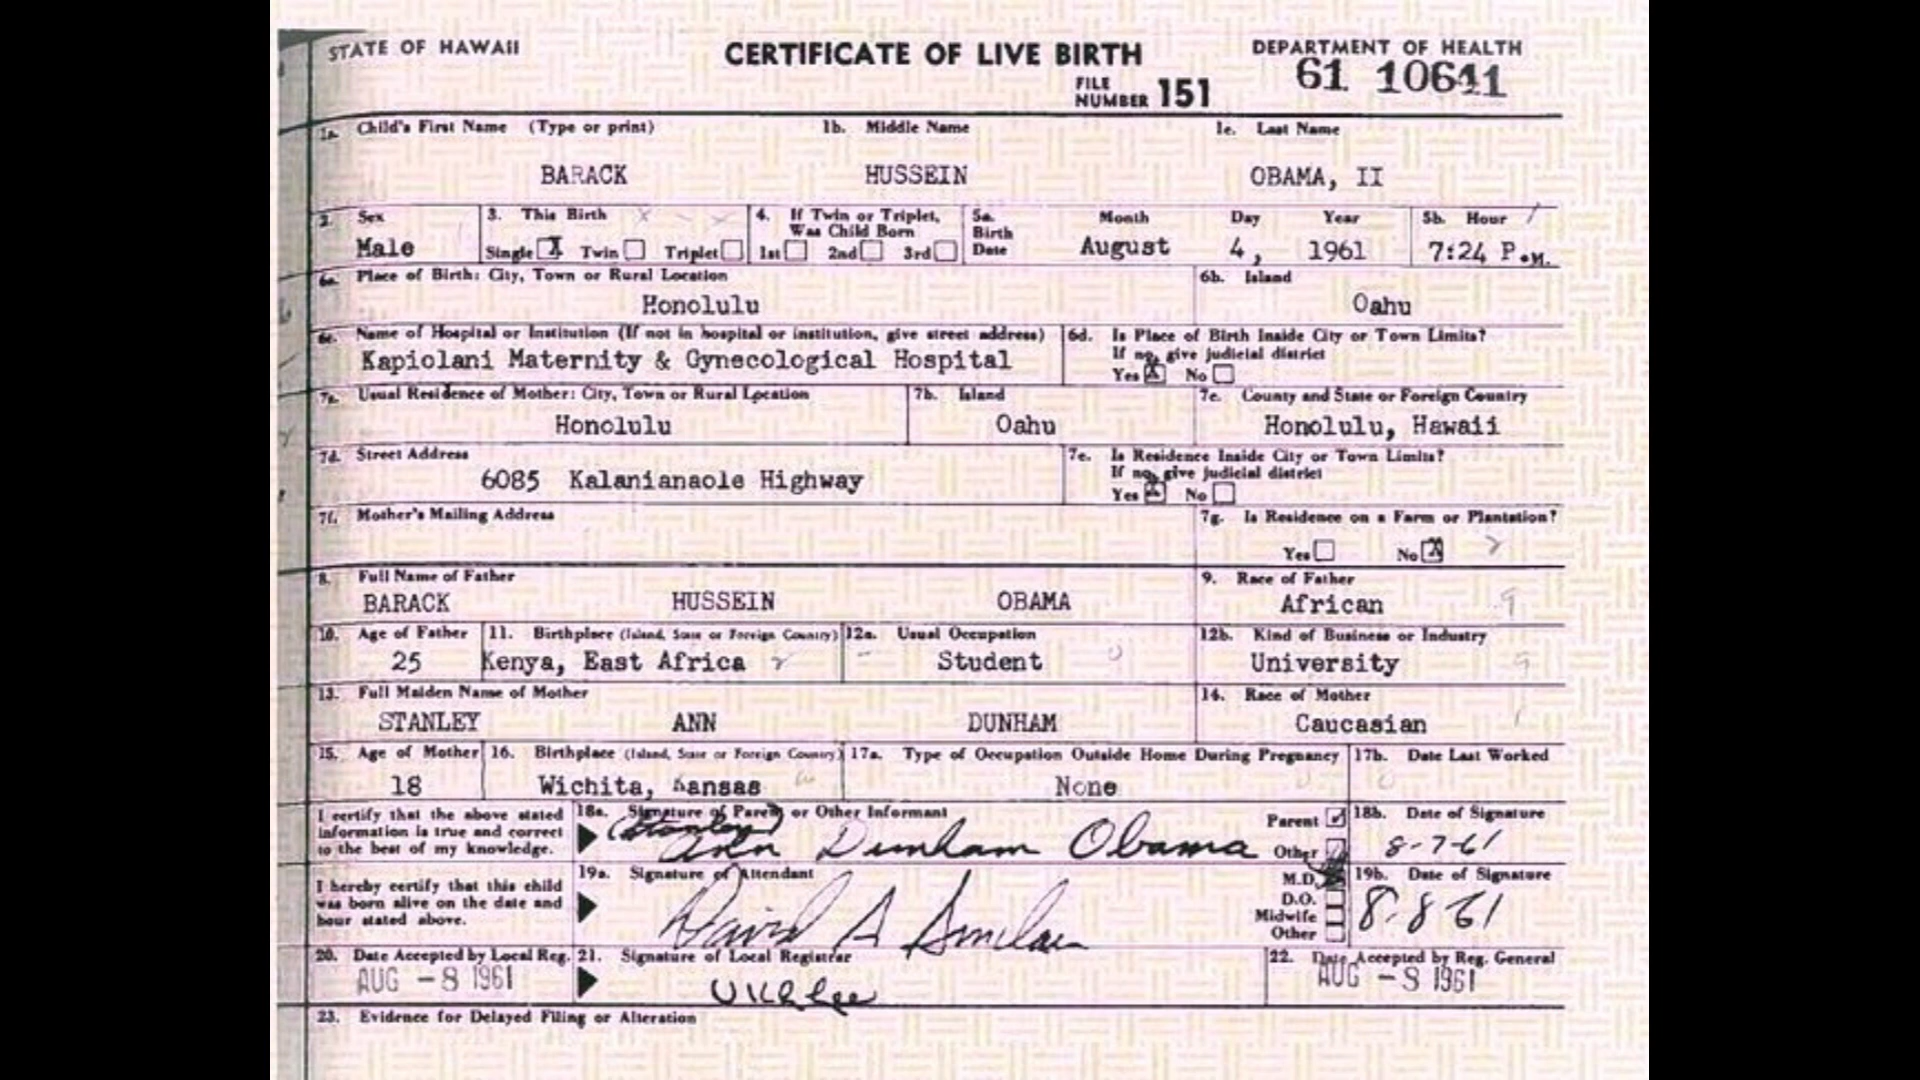 STATE OF HAWAII
CERTIFICATE OF LIVE BIRTH
DEPARTMENT OF HEALTH
FILE NUMBER 151
61 10641
1a. Child's First Name (Type or print) 1b. Middle Name 1c. Last Name
BARACK HUSSEIN OBAMA, II
2. Sex 3. This Birth 4. If Twin or Triplet, Was Child Born 5a. Birth Date Month Day Year 5b. Hour
Male Single X Twin Triplet 1st 2nd 3rd August 4, 1961 7:24 P.M.
6a. Place of Birth: City, Town or Rural Location 6b. Island
Honolulu Oahu
6c. Name of Hospital or Institution (If not in hospital or institution, give street address) 6d. Is Place of Birth Inside City or Town Limits? If no, give judicial district
Kapiolani Maternity & Gynecological Hospital Yes X No
7a. Usual Residence of Mother: City, Town or Rural Location 7b. Island 7c. County and State or Foreign Country
Honolulu Oahu Honolulu, Hawaii
7d. Street Address 7e. Is Residence Inside City or Town Limits? If no, give judicial district
6085 Kalanianaole Highway Yes X No
7f. Mother's Mailing Address 7g. Is Residence on a Farm or Plantation?
Yes No X
8. Full Name of Father 9. Race of Father
BARACK HUSSEIN OBAMA African
10. Age of Father 11. Birthplace (Island, State or Foreign Country) 12a. Usual Occupation 12b. Kind of Business or Industry
25 Kenya, East Africa Student University
13. Full Maiden Name of Mother 14. Race of Mother
STANLEY ANN DUNHAM Caucasian
15. Age of Mother 16. Birthplace (Island, State or Foreign Country) 17a. Type of Occupation Outside Home During Pregnancy 17b. Date Last Worked
18 Wichita, Kansas None
I certify that the above stated information is true and correct to the best of my knowledge.
18a. Signature of Parent or Other Informant Parent Other 18b. Date of Signature
(Stanley) Ann Dunham Obama 8-7-61
I hereby certify that this child was born alive on the date and hour stated above.
19a. Signature of Attendant M.D. D.O. Midwife Other 19b. Date of Signature
David A Sinclair 8-8-61
20. Date Accepted by Local Reg. 21. Signature of Local Registrar 22. Date Accepted by Reg. General
AUG -8 1961 U K L Lee AUG -8 1961
23. Evidence for Delayed Filing or Alteration